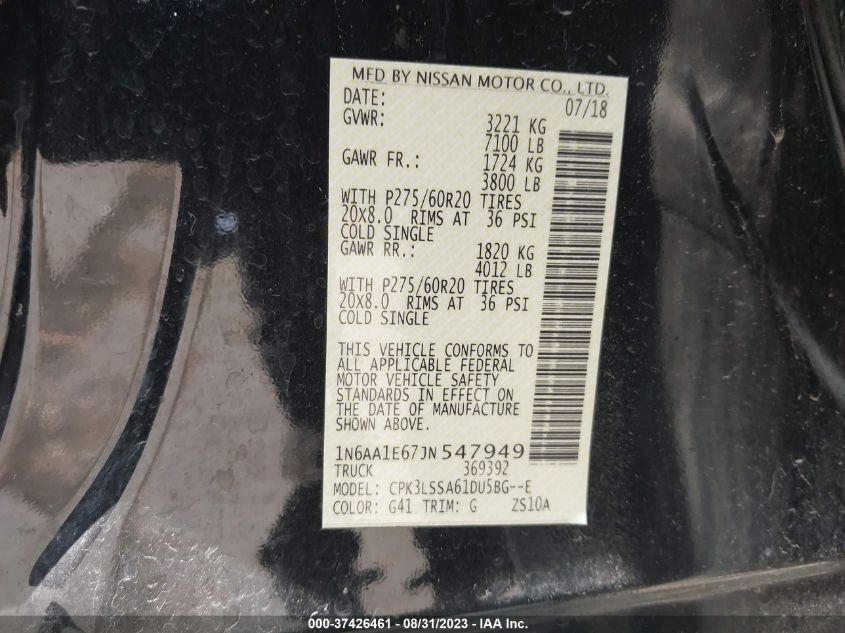 MFD BY NISSAN MOTOR CO., LTD.
DATE: 07/18
GVWR: 3221 KG
7100 LB
GAWR FR.: 1724 KG
3800 LB
WITH P275/60R20 TIRES
20X8.0 RIMS AT 36 PSI
COLD SINGLE
GAWR RR.: 1820 KG
4012 LB
WITH P275/60R20 TIRES
20X8.0 RIMS AT 36 PSI
COLD SINGLE
THIS VEHICLE CONFORMS TO
ALL APPLICABLE FEDERAL
MOTOR VEHICLE SAFETY
STANDARDS IN EFFECT ON
THE DATE OF MANUFACTURE
SHOWN ABOVE.
1N6AA1E67JN547949
TRUCK 369392
MODEL: CPK3LSSA61DU5BG--E
COLOR: G41 TRIM: G ZS10A
000-37426461 - 08/31/2023 - IAA Inc.